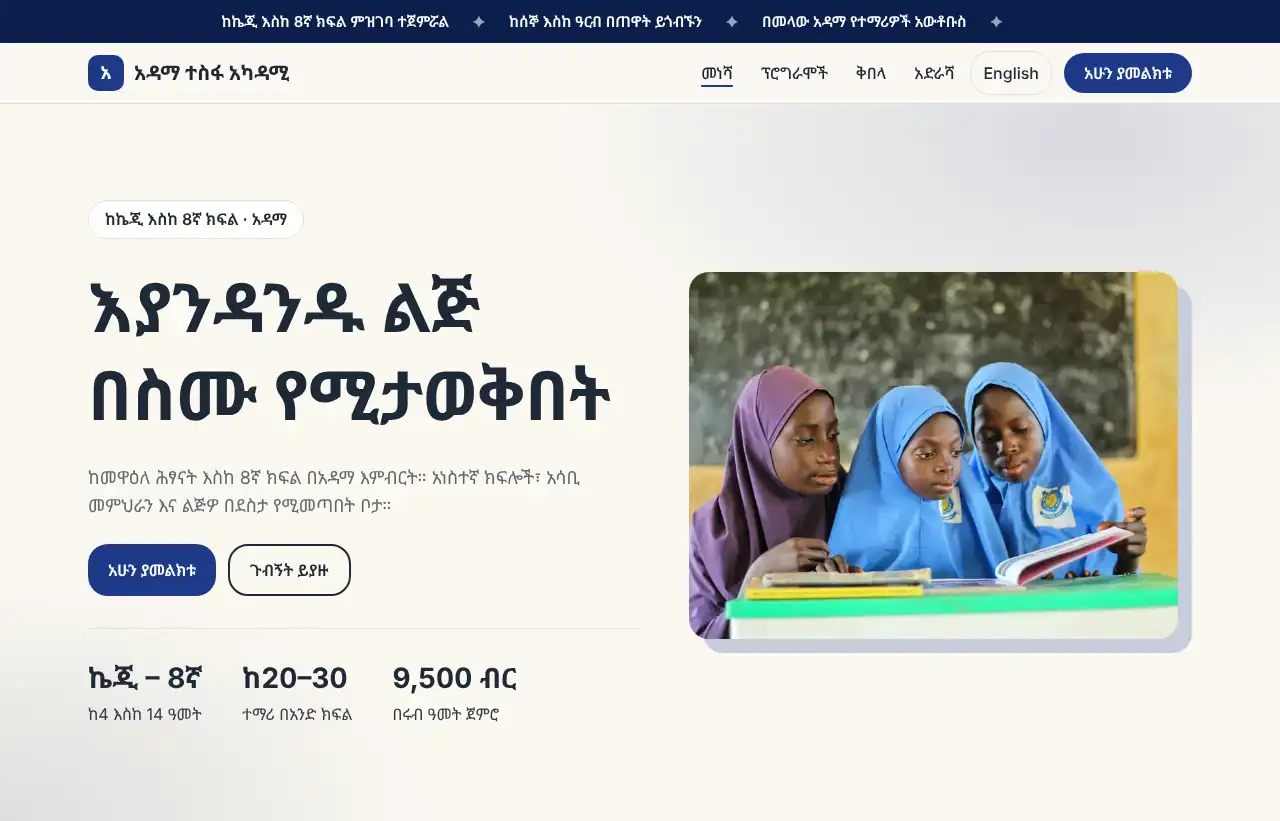 ከኬጂ እስከ 8ኛ ክፍል ምዝገባ ተጀምሯል ✦ ከሰኞ እስከ ዓርብ በጠዋት ይጎብኙን ✦ በመላው አዳማ የተማሪዎች አውቶቡስ ✦
አ አዳማ ተስፋ አካዳሚ መነሻ ፕሮግራሞች ቅበላ አድራሻ English አሁን ያመልክቱ
ከኬጂ እስከ 8ኛ ክፍል · አዳማ
እያንዳንዱ ልጅ
በስሙ የሚታወቅበት
ከመዋዕለ ሕፃናት እስከ 8ኛ ክፍል በአዳማ እምብርት። አነስተኛ ክፍሎች፣ አሳቢ
መምህራን እና ልጅዎ በደስታ የሚመጣበት ቦታ።
አሁን ያመልክቱ ጉብኝት ይያዙ
ኬጂ – 8ኛ ከ20–30 9,500 ብር
ከ4 እስከ 14 ዓመት ተማሪ በአንድ ክፍል በሩብ ዓመት ጀምሮ